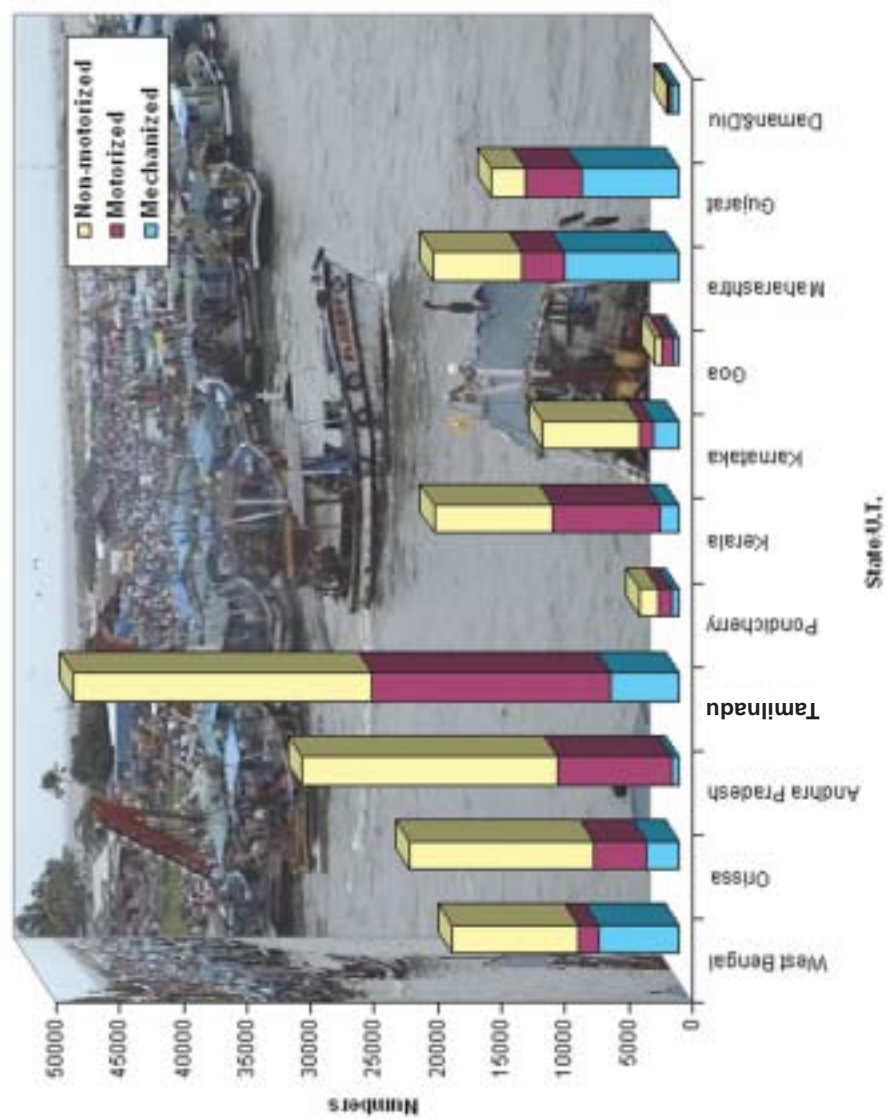 Non-motorized
Motorized
Mechanized
Numbers
50000
45000
40000
35000
30000
25000
20000
15000
10000
5000
0
West Bengal
Orissa
Andhra Pradesh
Tamilnadu
Pondicherry
Kerala
Karnataka
Goa
Maharashtra
Gujarat
Daman&Diu
State/U.T.